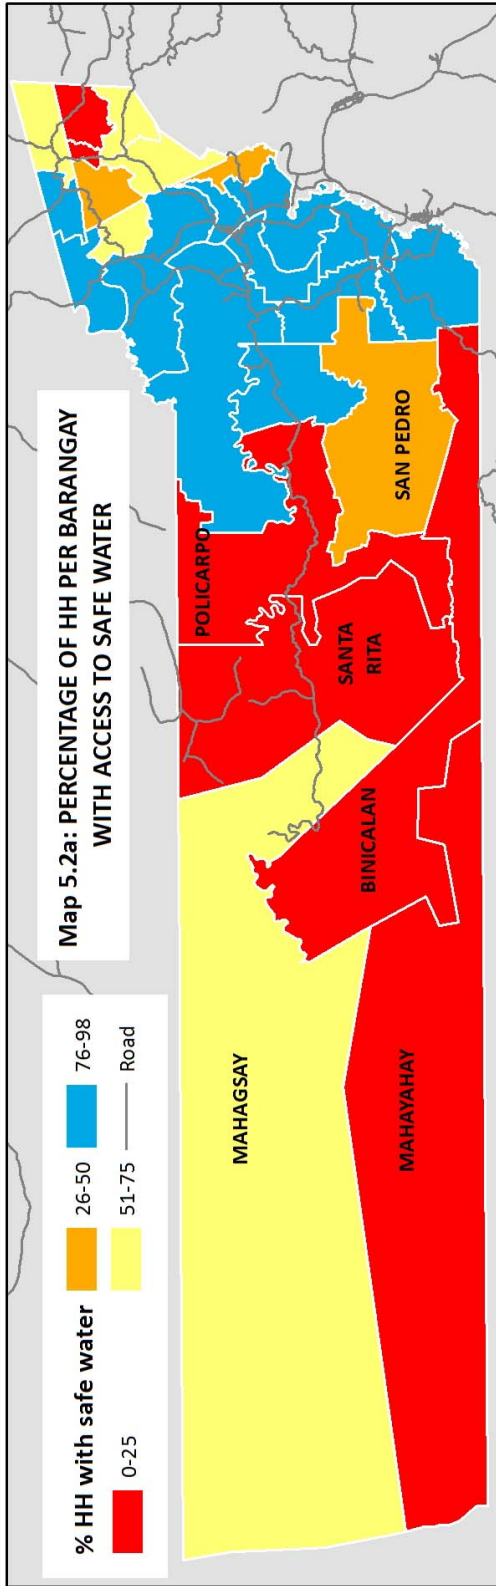 Map 5.2a: PERCENTAGE OF HH PER BARANGAY
WITH ACCESS TO SAFE WATER
% HH with safe water
0-25
26-50
51-75
76-98
Road
MAHAGSAY
MAHAYAHAY
BINICALAN
SANTA
RITA
POLICARPO
SAN PEDRO